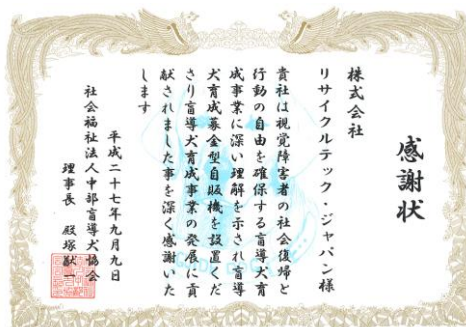 感謝状
株式会社
リサイクルテック・ジャパン様
貴社は視覚障害者の社会復帰と
行動の自由を確保する盲導犬育
成事業に深い理解を示され盲導
犬育成募金型自販機を設置くだ
さり盲導犬育成事業の発展に貢
献されました事を深く感謝いた
します
平成二十七年九月九日
社会福祉法人中部盲導犬協会
理事長 殿塚猷一